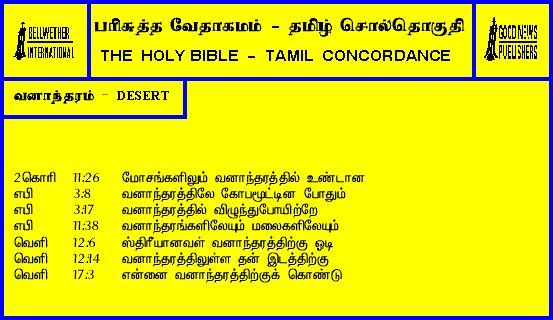 BELLWETHER
INTERNATIONAL
பரிசுத்த வேதாகமம் - தமிழ் சொல்தொகுதி
THE HOLY BIBLE - TAMIL CONCORDANCE
GOOD NEWS
PUBLISHERS
வனாந்தரம் - DESERT
2கொரி 11:26 மோசங்களிலும் வனாந்தரத்தில் உண்டான
எபி 3:8 வனாந்தரத்திலே கோபமூட்டின போதும்
எபி 3:17 வனாந்தரத்தில் விழுந்துபோயிற்றே
எபி 11:38 வனாந்தரங்களிலேயும் மலைகளிலேயும்
வெளி 12:6 ஸ்திரீயானவள் வனாந்தரத்திற்கு ஓடி
வெளி 12:14 வனாந்தரத்திலுள்ள தன் இடத்திற்கு
வெளி 17:3 என்னை வனாந்தரத்திற்குக் கொண்டு